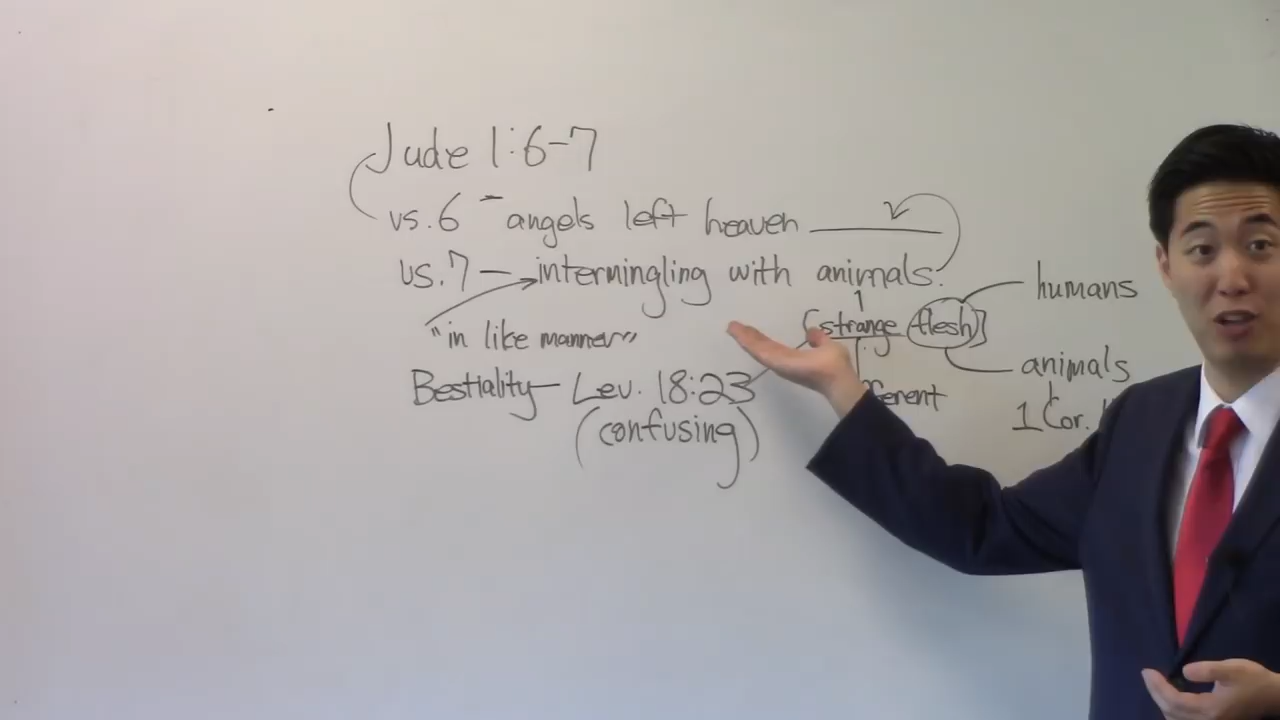 Jude 1:6-7
vs. 6 - angels left heaven
vs. 7 - intermingling with animals.
humans
[strange flesh]
"in like manner"
animals
Bestiality - Lev. 18:23
1 Cor.
(confusing)